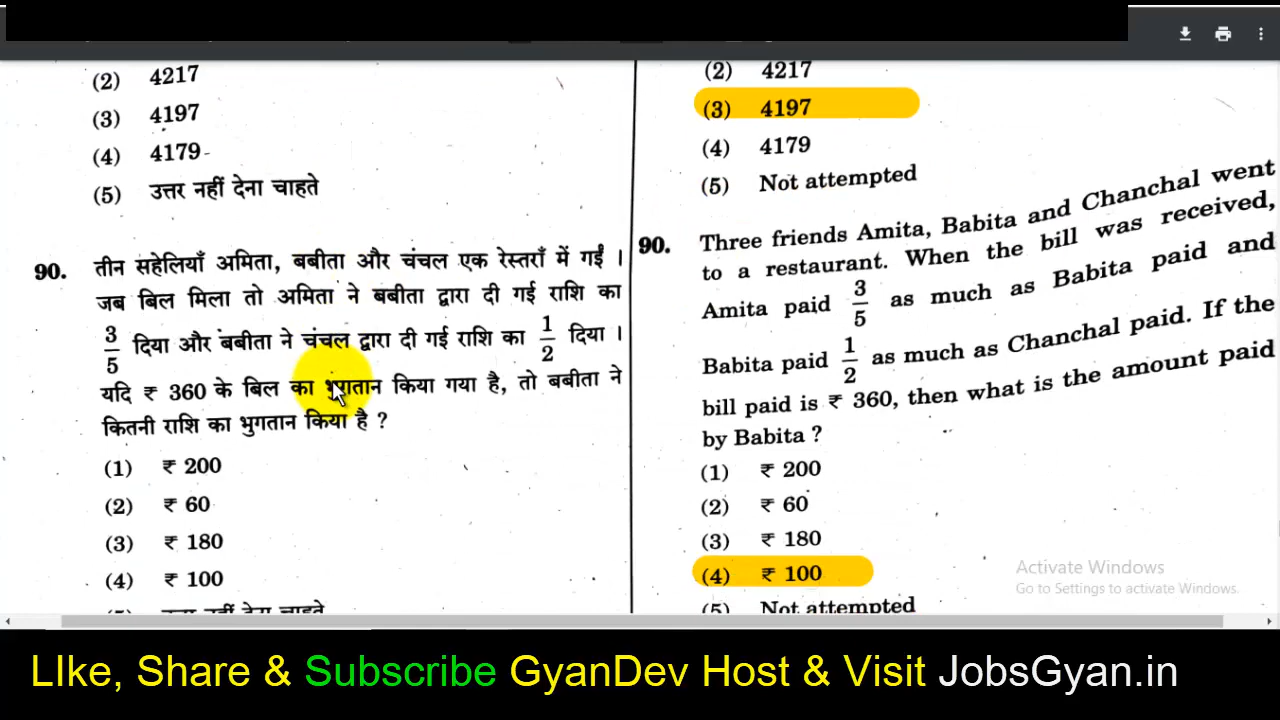 (2) 4217
(3) 4197
(4) 4179
(5) उत्तर नहीं देना चाहते
90. तीन सहेलियाँ अमिता, बबीता और चंचल एक रेस्तराँ में गईं ।
जब बिल मिला तो अमिता ने बबीता द्वारा दी गई राशि का
3/5 दिया और बबीता ने चंचल द्वारा दी गई राशि का 1/2 दिया ।
यदि ₹ 360 के बिल का भुगतान किया गया है, तो बबीता ने
कितनी राशि का भुगतान किया है ?
(1) ₹ 200
(2) ₹ 60
(3) ₹ 180
(4) ₹ 100
(2) 4217
(3) 4197
(4) 4179
(5) Not attempted
90. Three friends Amita, Babita and Chanchal went
to a restaurant. When the bill was received,
Amita paid 3/5 as much as Babita paid and
Babita paid 1/2 as much as Chanchal paid. If the
bill paid is ₹ 360, then what is the amount paid
by Babita ?
(1) ₹ 200
(2) ₹ 60
(3) ₹ 180
(4) ₹ 100
(5) Not attempted
Activate Windows
Go to Settings to activate Windows.
LIke, Share & Subscribe GyanDev Host & Visit JobsGyan.in